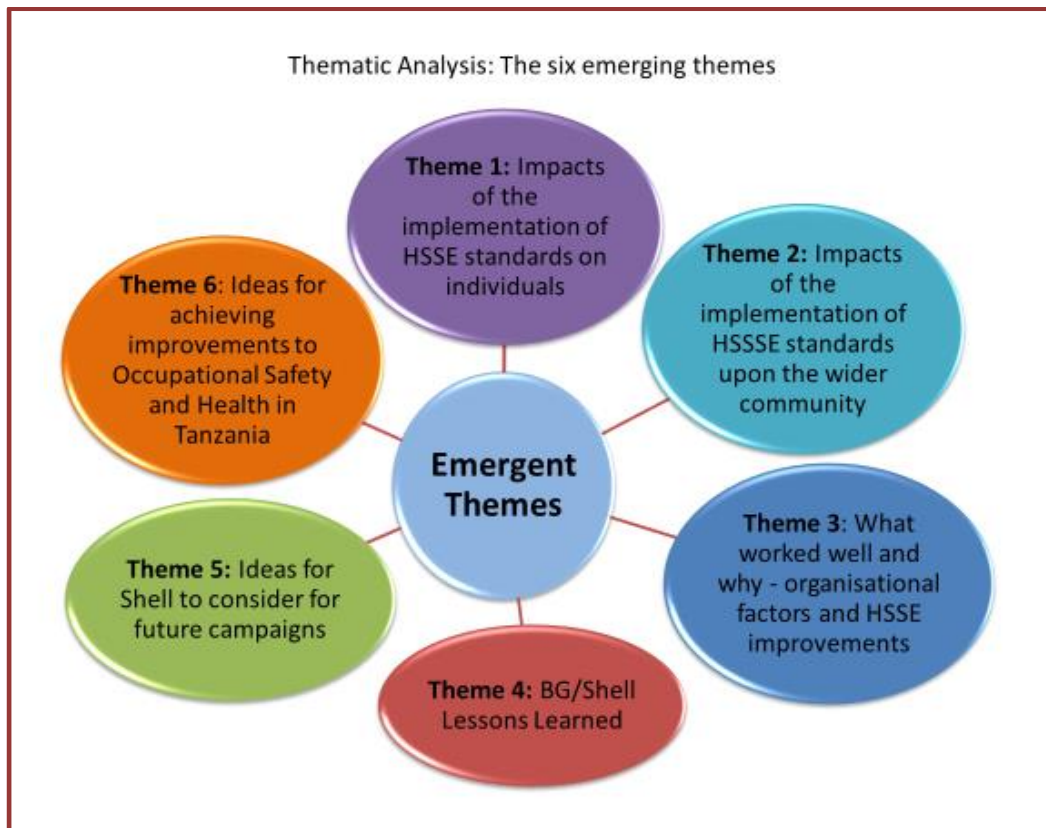 Thematic Analysis: The six emerging themes
Theme 1: Impacts
of the
implementation of
HSSE standards on
individuals
Theme 2: Impacts
of the
implementation of
HSSSE standards
upon the wider
community
Theme 3: What
worked well and
why - organisational
factors and HSSE
improvements
Theme 4: BG/Shell
Lessons Learned
Theme 5: Ideas for
Shell to consider for
future campaigns
Theme 6: Ideas for
achieving
improvements to
Occupational Safety
and Health in
Tanzania
Emergent
Themes